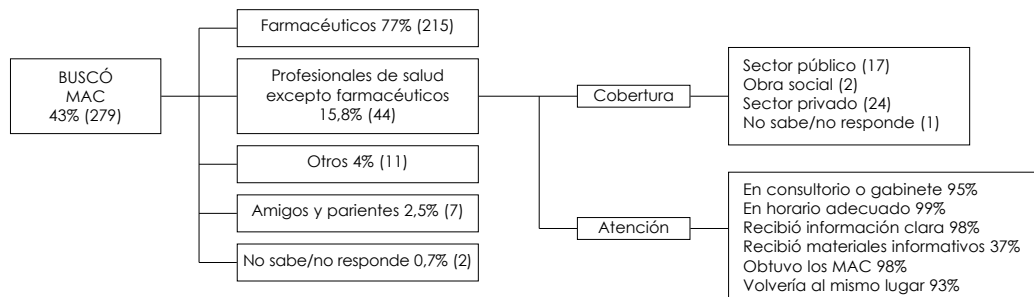 BUSCÓ
MAC
43% (279)
Farmacéuticos 77% (215)
Profesionales de salud
excepto farmacéuticos
15,8% (44)
Otros 4% (11)
Amigos y parientes 2,5% (7)
No sabe/no responde 0,7% (2)
Cobertura
Sector público (17)
Obra social (2)
Sector privado (24)
No sabe/no responde (1)
Atención
En consultorio o gabinete 95%
En horario adecuado 99%
Recibió información clara 98%
Recibió materiales informativos 37%
Obtuvo los MAC 98%
Volvería al mismo lugar 93%